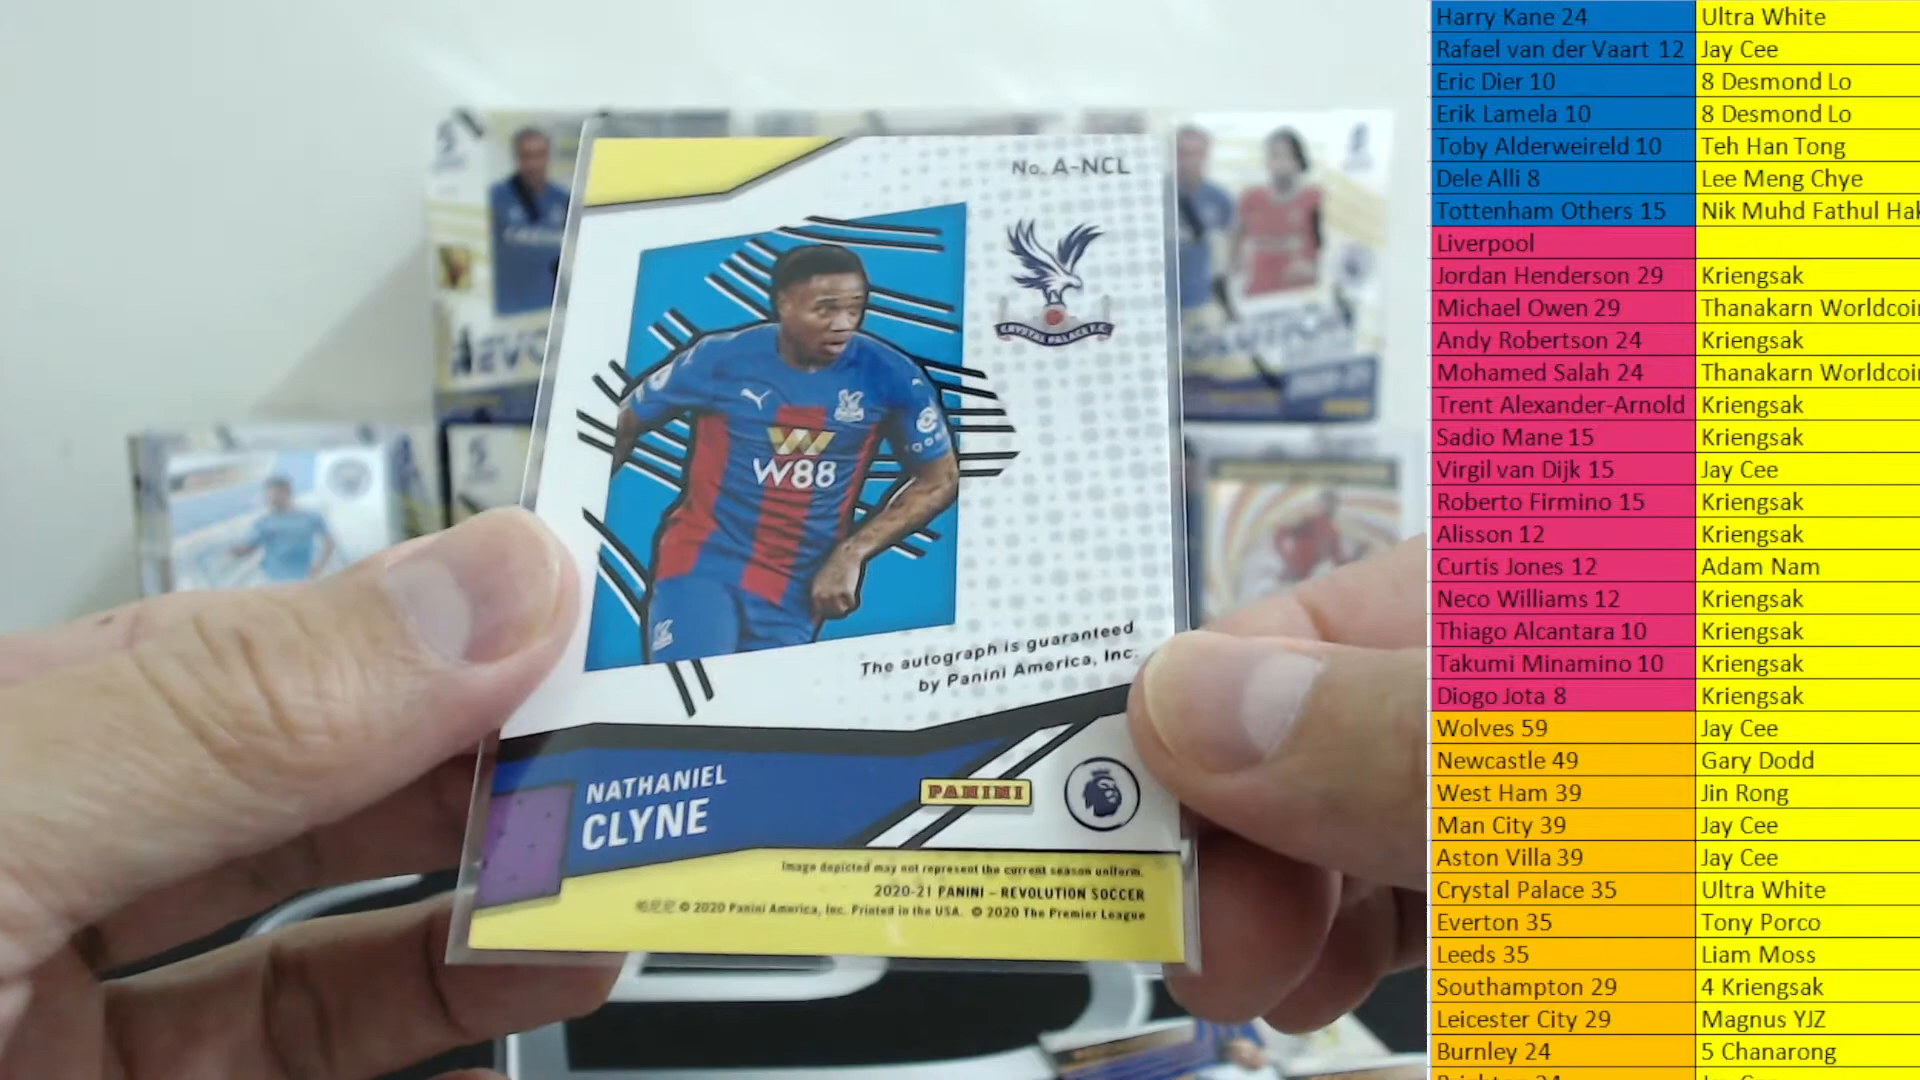 No. A-NCL
CRYSTAL PALACE F.C.
W88
The autograph is guaranteed
by Panini America, Inc.
NATHANIEL
CLYNE
PANINI
Image depicted may not represent the current season uniform.
2020-21 PANINI – REVOLUTION SOCCER
© 2020 Panini America, Inc. Printed in the USA. © 2020 The Premier League
Harry Kane 24 Ultra White
Rafael van der Vaart 12 Jay Cee
Eric Dier 10 8 Desmond Lo
Erik Lamela 10 8 Desmond Lo
Toby Alderweireld 10 Teh Han Tong
Dele Alli 8 Lee Meng Chye
Tottenham Others 15 Nik Muhd Fathul Hak
Liverpool
Jordan Henderson 29 Kriengsak
Michael Owen 29 Thanakarn Worldcoin
Andy Robertson 24 Kriengsak
Mohamed Salah 24 Thanakarn Worldcoin
Trent Alexander-Arnold Kriengsak
Sadio Mane 15 Kriengsak
Virgil van Dijk 15 Jay Cee
Roberto Firmino 15 Kriengsak
Alisson 12 Kriengsak
Curtis Jones 12 Adam Nam
Neco Williams 12 Kriengsak
Thiago Alcantara 10 Kriengsak
Takumi Minamino 10 Kriengsak
Diogo Jota 8 Kriengsak
Wolves 59 Jay Cee
Newcastle 49 Gary Dodd
West Ham 39 Jin Rong
Man City 39 Jay Cee
Aston Villa 39 Jay Cee
Crystal Palace 35 Ultra White
Everton 35 Tony Porco
Leeds 35 Liam Moss
Southampton 29 4 Kriengsak
Leicester City 29 Magnus YJZ
Burnley 24 5 Chanarong